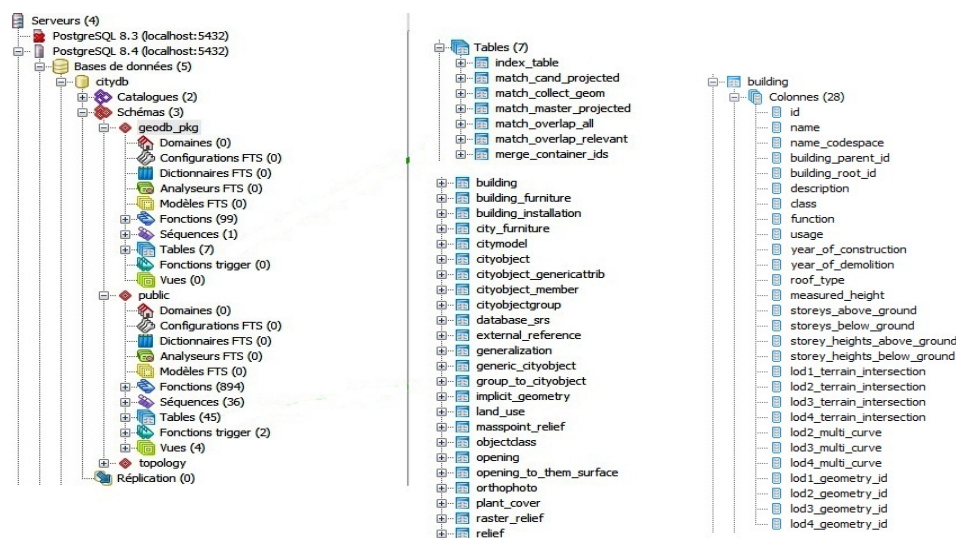 Serveurs (4)
PostgreSQL 8.3 (localhost:5432)
PostgreSQL 8.4 (localhost:5432)
Bases de données (5)
citydb
Catalogues (2)
Schémas (3)
geodb_pkg
Domaines (0)
Configurations FTS (0)
Dictionnaires FTS (0)
Analyseurs FTS (0)
Modèles FTS (0)
Fonctions (99)
Séquences (1)
Tables (7)
Fonctions trigger (0)
Vues (0)
public
Domaines (0)
Configurations FTS (0)
Dictionnaires FTS (0)
Analyseurs FTS (0)
Modèles FTS (0)
Fonctions (894)
Séquences (36)
Tables (45)
Fonctions trigger (2)
Vues (4)
topology
Réplication (0)
Tables (7)
index_table
match_cand_projected
match_collect_geom
match_master_projected
match_overlap_all
match_overlap_relevant
merge_container_ids
building
building_furniture
building_installation
city_furniture
citymodel
cityobject
cityobject_genericattrib
cityobject_member
cityobjectgroup
database_srs
external_reference
generalization
generic_cityobject
group_to_cityobject
implicit_geometry
land_use
masspoint_relief
objectclass
opening
opening_to_them_surface
orthophoto
plant_cover
raster_relief
relief
building
Colonnes (28)
id
name
name_codespace
building_parent_id
building_root_id
description
class
function
usage
year_of_construction
year_of_demolition
roof_type
measured_height
storeys_above_ground
storeys_below_ground
storey_heights_above_ground
storey_heights_below_ground
lod1_terrain_intersection
lod2_terrain_intersection
lod3_terrain_intersection
lod4_terrain_intersection
lod2_multi_curve
lod3_multi_curve
lod4_multi_curve
lod1_geometry_id
lod2_geometry_id
lod3_geometry_id
lod4_geometry_id